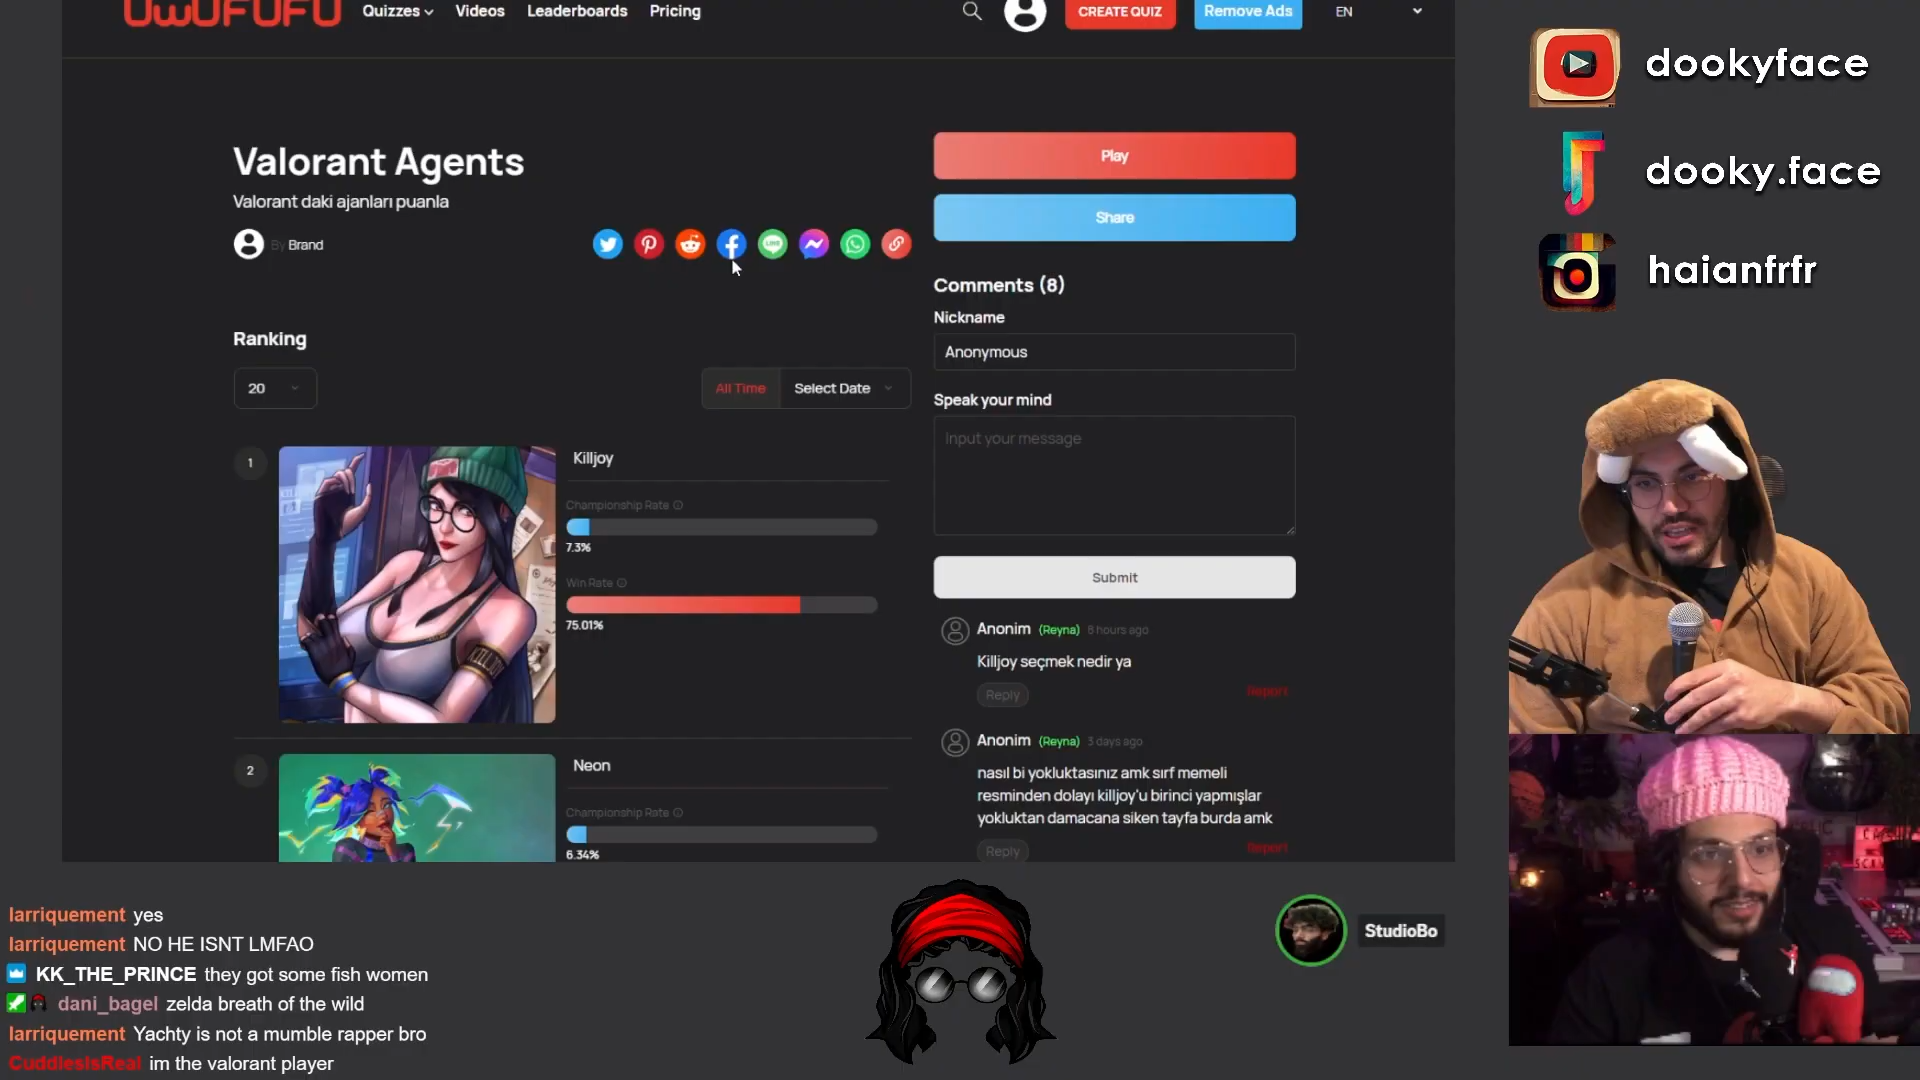 UwUFUFU
Quizzes
Videos
Leaderboards
Pricing
CREATE QUIZ
Remove Ads
EN
Valorant Agents
Valorant daki ajanları puanla
By Brand
LINE
Ranking
20
All Time
Select Date
1
Killjoy
Championship Rate
7.3%
Win Rate
75.01%
2
Neon
Championship Rate
6.34%
Play
Share
Comments (8)
Nickname
Anonymous
Speak your mind
Input your message
Submit
Anonim (Reyna) 8 hours ago
Killjoy seçmek nedir ya
Reply
Report
Anonim (Reyna) 3 days ago
nasıl bi yokluktasınız amk sırf memeli
resminden dolayı killjoy'u birinci yapmışlar
yokluktan damacana siken tayfa burda amk
Reply
Report
dookyface
dooky.face
haianfrfr
larriquement yes
larriquement NO HE ISNT LMFAO
KK_THE_PRINCE they got some fish women
dani_bagel zelda breath of the wild
larriquement Yachty is not a mumble rapper bro
CuddlesIsReal im the valorant player
StudioBo